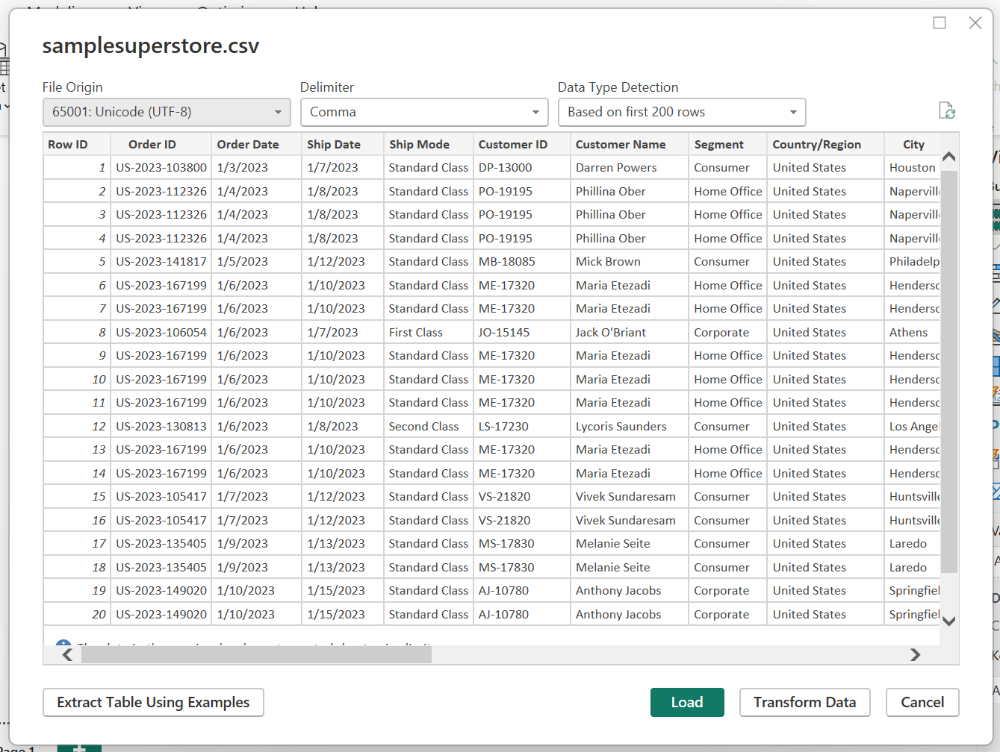 samplesuperstore.csv
File Origin Delimiter Data Type Detection
65001: Unicode (UTF-8) Comma Based on first 200 rows
Row ID Order ID Order Date Ship Date Ship Mode Customer ID Customer Name Segment Country/Region City
1 US-2023-103800 1/3/2023 1/7/2023 Standard Class DP-13000 Darren Powers Consumer United States Houston
2 US-2023-112326 1/4/2023 1/8/2023 Standard Class PO-19195 Phillina Ober Home Office United States Napervill
3 US-2023-112326 1/4/2023 1/8/2023 Standard Class PO-19195 Phillina Ober Home Office United States Napervill
4 US-2023-112326 1/4/2023 1/8/2023 Standard Class PO-19195 Phillina Ober Home Office United States Napervill
5 US-2023-141817 1/5/2023 1/12/2023 Standard Class MB-18085 Mick Brown Consumer United States Philadelp
6 US-2023-167199 1/6/2023 1/10/2023 Standard Class ME-17320 Maria Etezadi Home Office United States Henderso
7 US-2023-167199 1/6/2023 1/10/2023 Standard Class ME-17320 Maria Etezadi Home Office United States Henderso
8 US-2023-106054 1/6/2023 1/7/2023 First Class JO-15145 Jack O'Briant Corporate United States Athens
9 US-2023-167199 1/6/2023 1/10/2023 Standard Class ME-17320 Maria Etezadi Home Office United States Henderso
10 US-2023-167199 1/6/2023 1/10/2023 Standard Class ME-17320 Maria Etezadi Home Office United States Henderso
11 US-2023-167199 1/6/2023 1/10/2023 Standard Class ME-17320 Maria Etezadi Home Office United States Henderso
12 US-2023-130813 1/6/2023 1/8/2023 Second Class LS-17230 Lycoris Saunders Consumer United States Los Angel
13 US-2023-167199 1/6/2023 1/10/2023 Standard Class ME-17320 Maria Etezadi Home Office United States Henderso
14 US-2023-167199 1/6/2023 1/10/2023 Standard Class ME-17320 Maria Etezadi Home Office United States Henderso
15 US-2023-105417 1/7/2023 1/12/2023 Standard Class VS-21820 Vivek Sundaresam Consumer United States Huntsville
16 US-2023-105417 1/7/2023 1/12/2023 Standard Class VS-21820 Vivek Sundaresam Consumer United States Huntsville
17 US-2023-135405 1/9/2023 1/13/2023 Standard Class MS-17830 Melanie Seite Consumer United States Laredo
18 US-2023-135405 1/9/2023 1/13/2023 Standard Class MS-17830 Melanie Seite Consumer United States Laredo
19 US-2023-149020 1/10/2023 1/15/2023 Standard Class AJ-10780 Anthony Jacobs Corporate United States Springfiel
20 US-2023-149020 1/10/2023 1/15/2023 Standard Class AJ-10780 Anthony Jacobs Corporate United States Springfiel
Extract Table Using Examples Load Transform Data Cancel